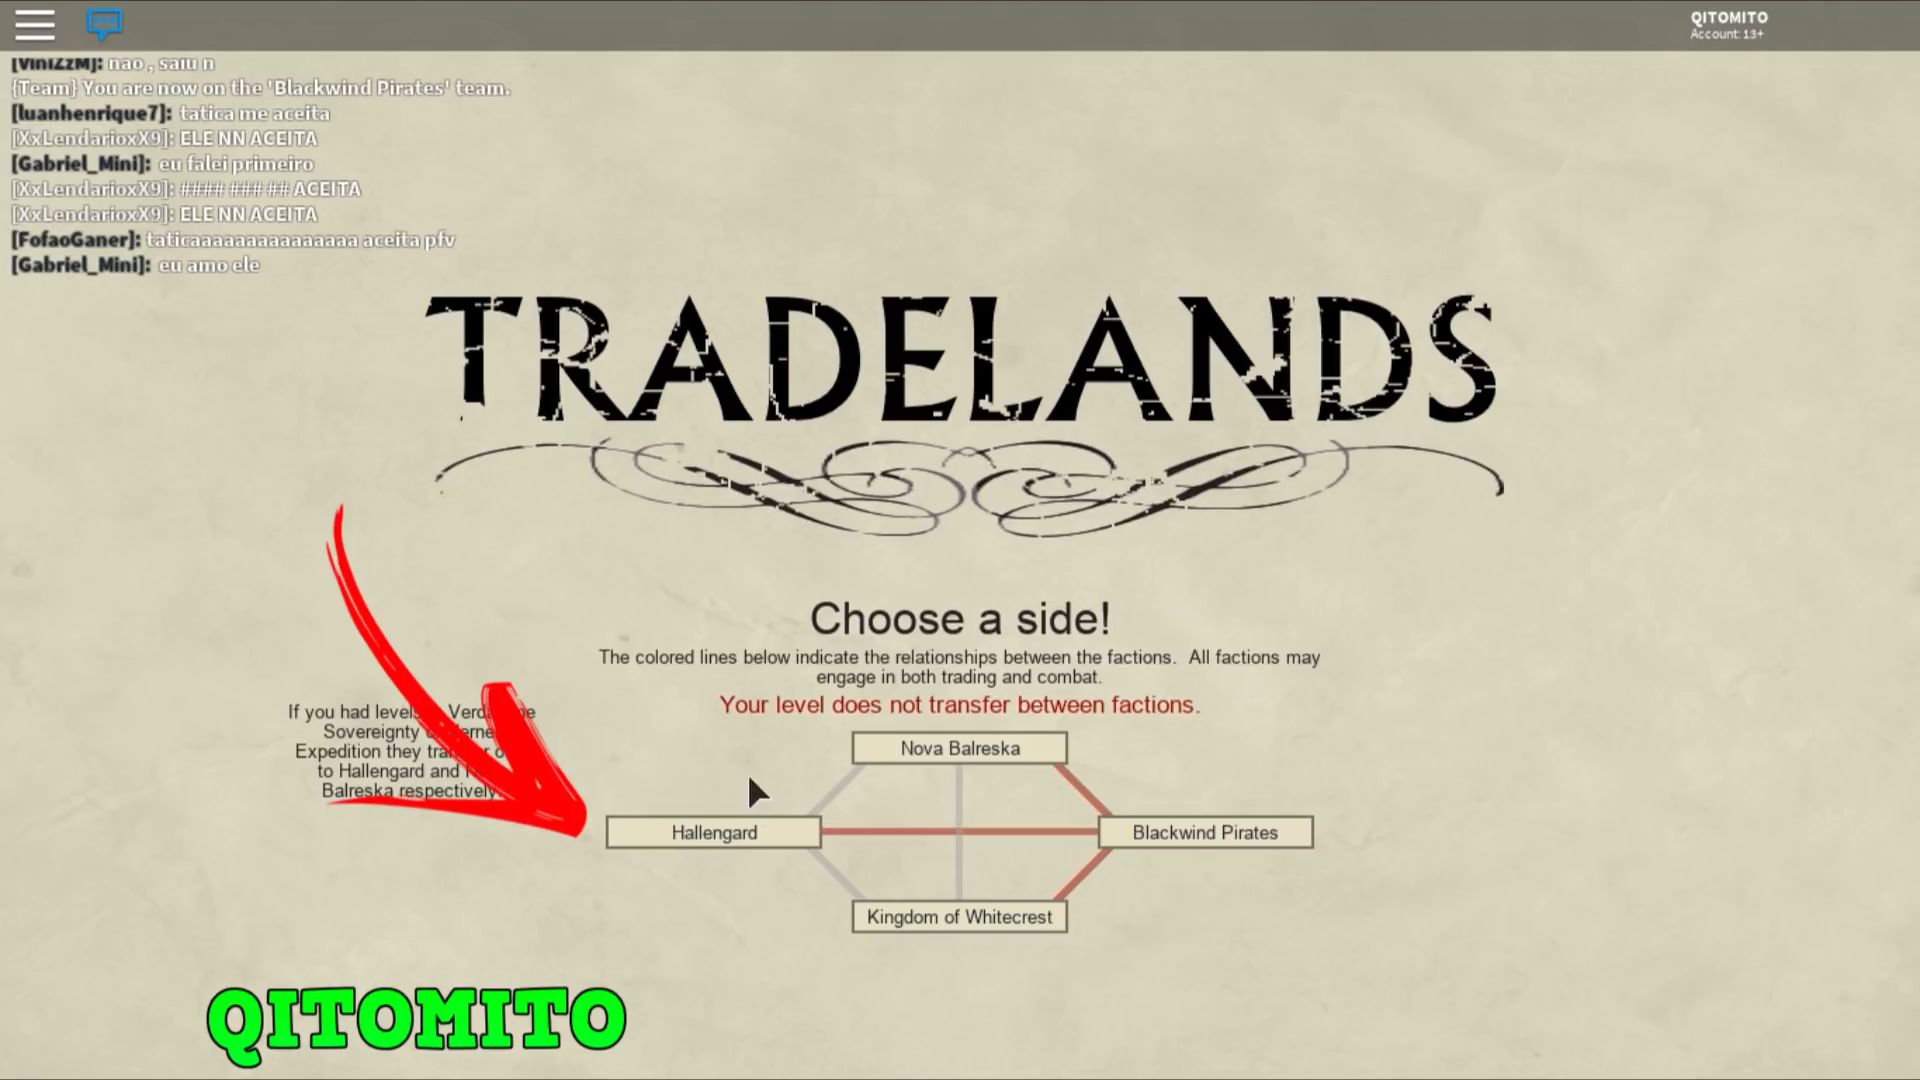 QITOMITO
Account: 13+
[ViniZzM]: nao , saiu n
{Team} You are now on the 'Blackwind Pirates' team.
[luanhenrique7]: tatica me aceita
[XxLendarioxX9]: ELE NN ACEITA
[Gabriel_Mini]: eu falei primeiro
[XxLendarioxX9]: #### ### ## ACEITA
[XxLendarioxX9]: ELE NN ACEITA
[FofaoGaner]: taticaaaaaaaaaaaaaaa aceita pfv
[Gabriel_Mini]: eu amo ele
TRADELANDS
Choose a side!
The colored lines below indicate the relationships between the factions. All factions may
engage in both trading and combat.
Your level does not transfer between factions.
If you had levels
Sovereignty
Expedition they
to Hallengard and
Balreska respectively
Nova Balreska
Hallengard
Blackwind Pirates
Kingdom of Whitecrest
QITOMITO